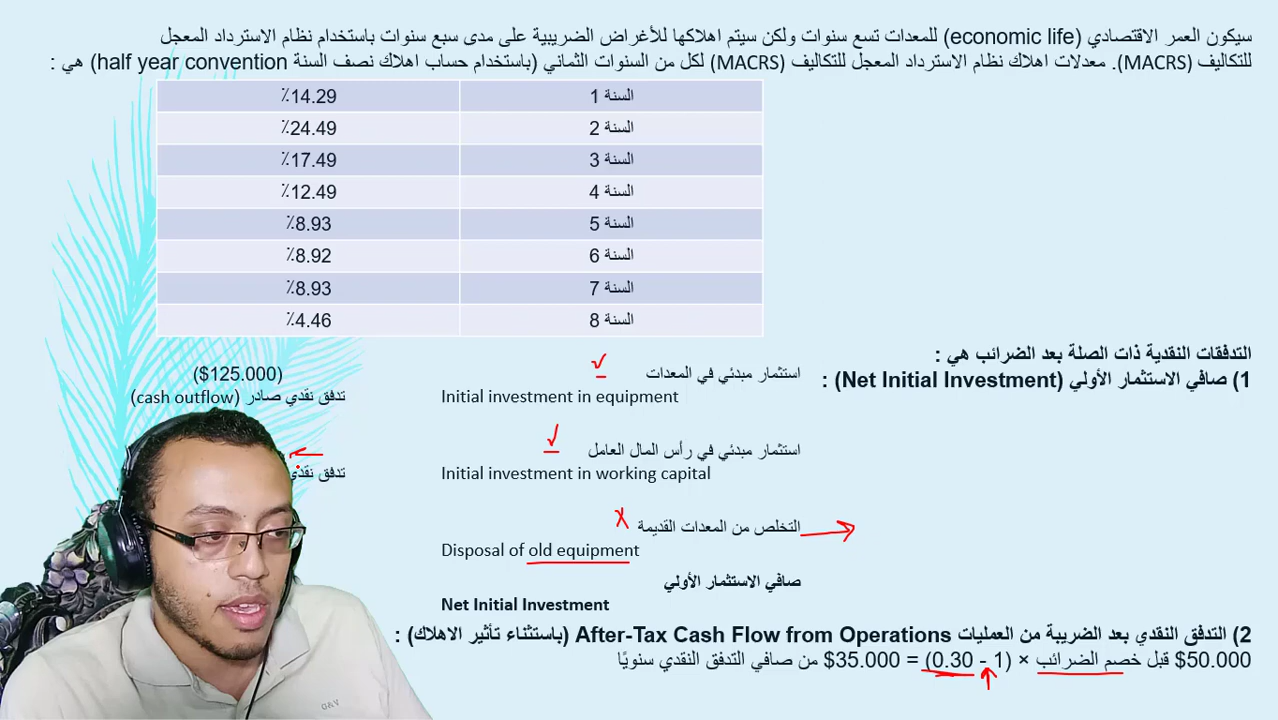 سيكون العمر الاقتصادي (economic life) للمعدات تسع سنوات ولكن سيتم اهلاكها للأغراض الضريبية على مدى سبع سنوات باستخدام نظام الاسترداد المعجل
للتكاليف (MACRS). معدلات اهلاك نظام الاسترداد المعجل للتكاليف (MACRS) لكل من السنوات الثماني (باستخدام حساب اهلاك نصف السنة half year convention) هي :
السنة 1 14.29٪
السنة 2 24.49٪
السنة 3 17.49٪
السنة 4 12.49٪
السنة 5 8.93٪
السنة 6 8.92٪
السنة 7 8.93٪
السنة 8 4.46٪
التدفقات النقدية ذات الصلة بعد الضرائب هي :
1) صافي الاستثمار الأولي (Net Initial Investment) :
استثمار مبدئي في المعدات ($125.000)
Initial investment in equipment تدفق نقدي صادر (cash outflow)
استثمار مبدئي في رأس المال العامل
Initial investment in working capital تدفق نقدي
التخلص من المعدات القديمة
Disposal of old equipment
صافي الاستثمار الأولي
Net Initial Investment
2) التدفق النقدي بعد الضريبة من العمليات After-Tax Cash Flow from Operations (باستثناء تأثير الاهلاك) :
$50.000 قبل خصم الضرائب × (1 - 0.30) = $35.000 من صافي التدفق النقدي سنويًا